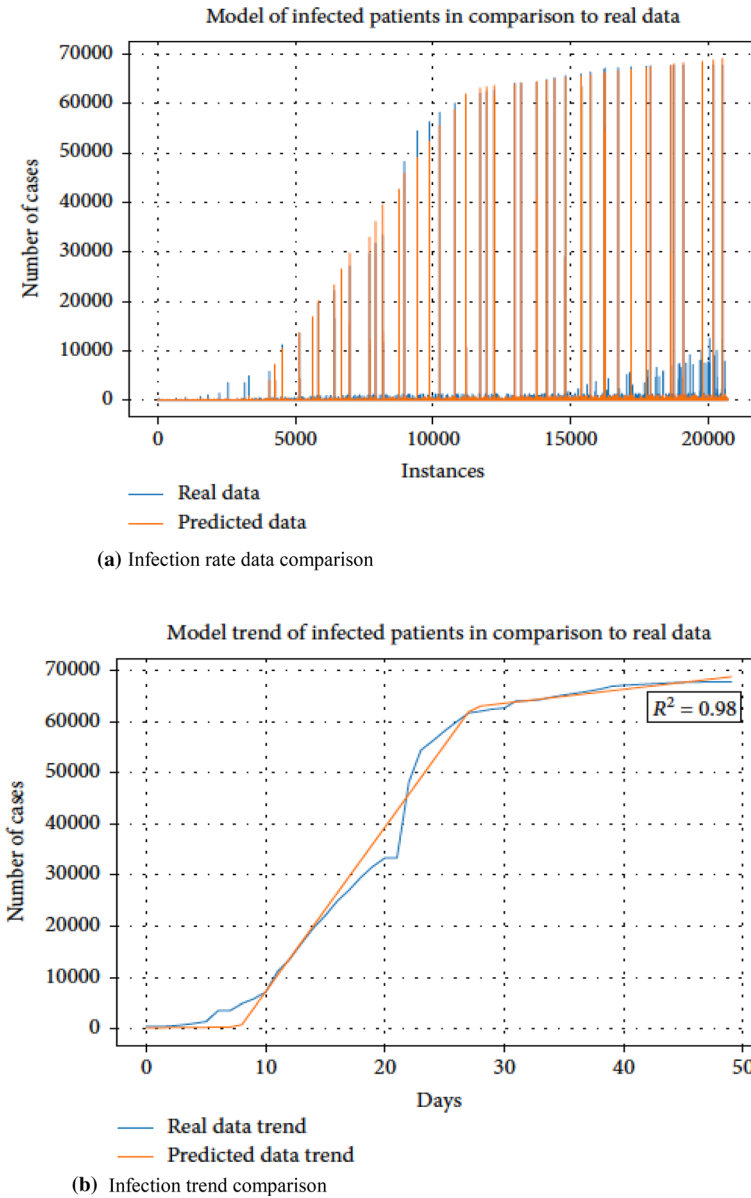 Model of infected patients in comparison to real data
70000
60000
50000
40000
30000
20000
10000
0
Number of cases
0 5000 10000 15000 20000
Instances
Real data
Predicted data
(a) Infection rate data comparison
Model trend of infected patients in comparison to real data
70000
60000
50000
40000
30000
20000
10000
0
Number of cases
R² = 0.98
0 10 20 30 40 50
Days
Real data trend
Predicted data trend
(b) Infection trend comparison